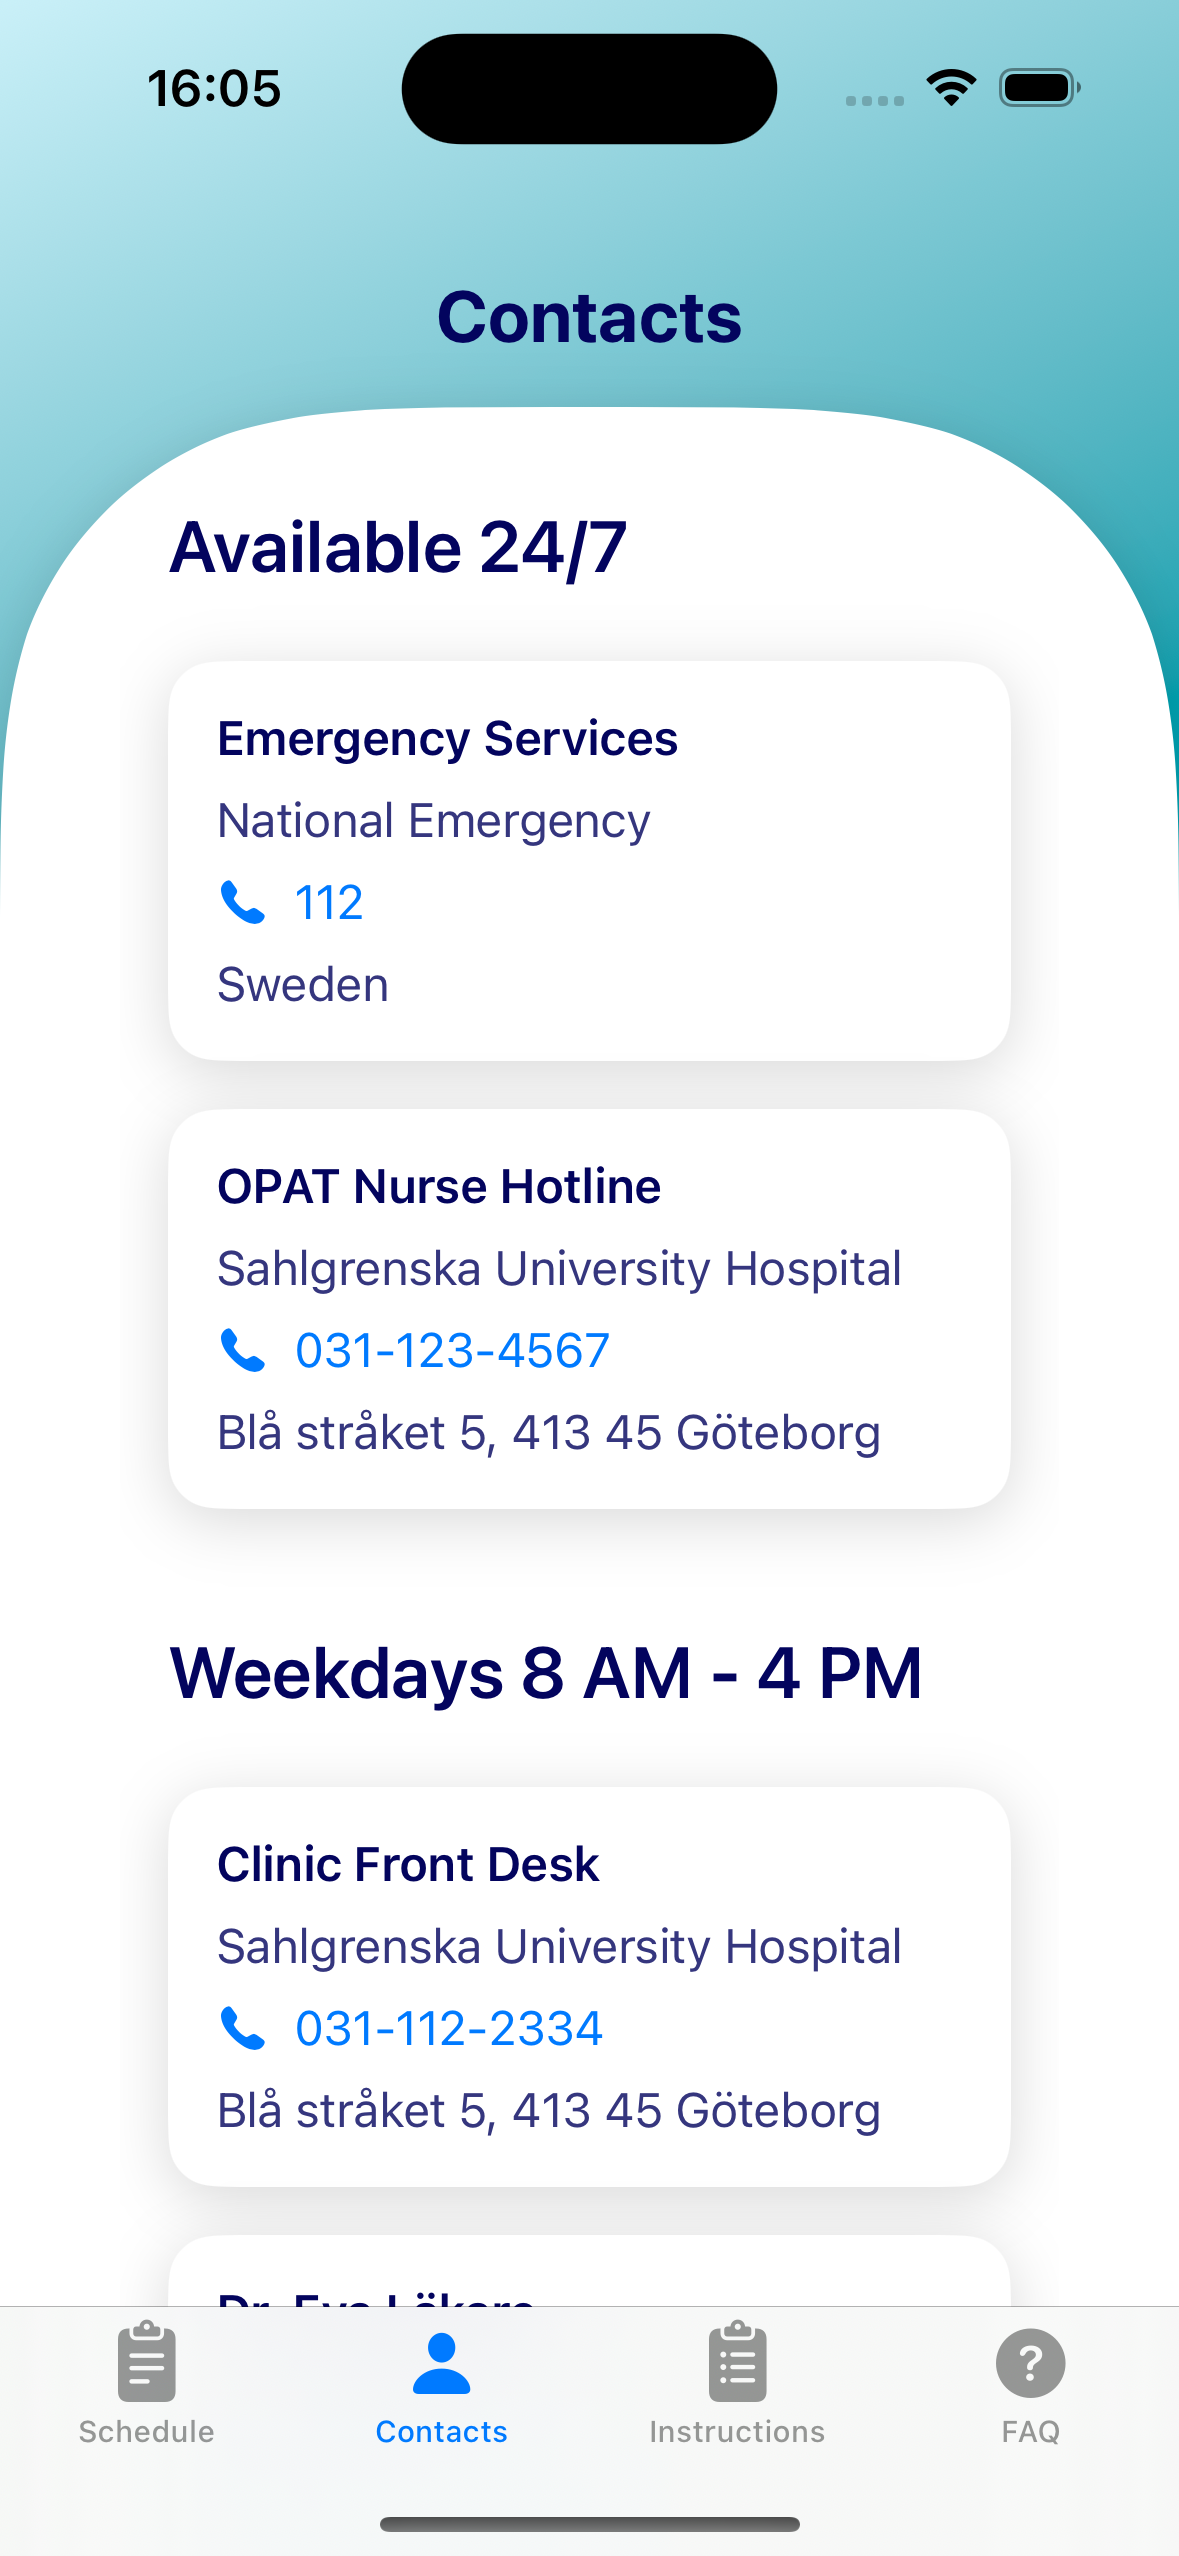 16:05
Contacts
Available 24/7
Emergency Services
National Emergency
112
Sweden
OPAT Nurse Hotline
Sahlgrenska University Hospital
031-123-4567
Blå stråket 5, 413 45 Göteborg
Weekdays 8 AM - 4 PM
Clinic Front Desk
Sahlgrenska University Hospital
031-112-2334
Blå stråket 5, 413 45 Göteborg
Dr. Eva
Schedule
Contacts
Instructions
FAQ